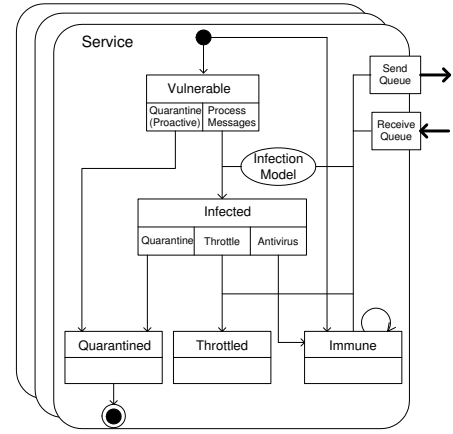 Service
Send
Queue
Vulnerable
Quarantine
(Proactive)
Process
Messages
Receive
Queue
Infection
Model
Infected
Quarantine
Throttle
Antivirus
Quarantined
Throttled
Immune